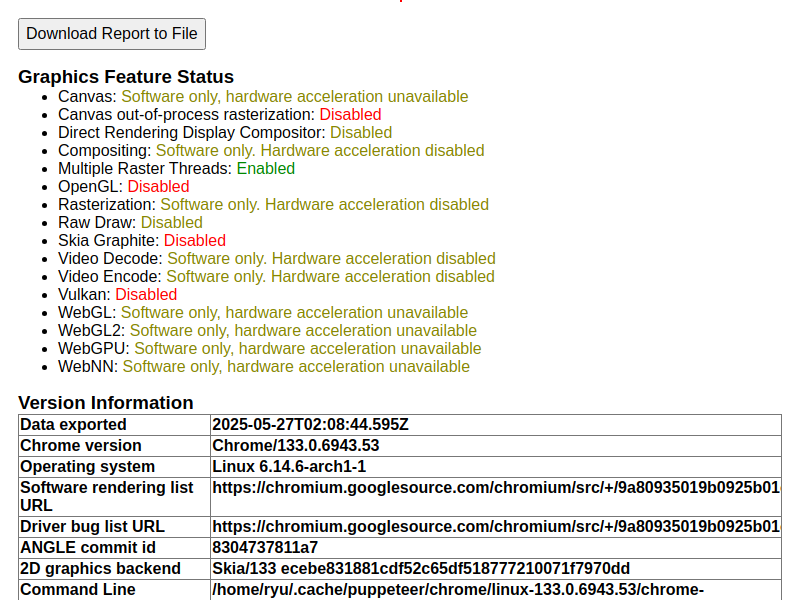 Download Report to File
Graphics Feature Status
Canvas: Software only, hardware acceleration unavailable
Canvas out-of-process rasterization: Disabled
Direct Rendering Display Compositor: Disabled
Compositing: Software only. Hardware acceleration disabled
Multiple Raster Threads: Enabled
OpenGL: Disabled
Rasterization: Software only. Hardware acceleration disabled
Raw Draw: Disabled
Skia Graphite: Disabled
Video Decode: Software only. Hardware acceleration disabled
Video Encode: Software only. Hardware acceleration disabled
Vulkan: Disabled
WebGL: Software only, hardware acceleration unavailable
WebGL2: Software only, hardware acceleration unavailable
WebGPU: Software only, hardware acceleration unavailable
WebNN: Software only, hardware acceleration unavailable
Version Information
Data exported 2025-05-27T02:08:44.595Z
Chrome version Chrome/133.0.6943.53
Operating system Linux 6.14.6-arch1-1
Software rendering list URL https://chromium.googlesource.com/chromium/src/+/9a80935019b0925b01
Driver bug list URL https://chromium.googlesource.com/chromium/src/+/9a80935019b0925b01
ANGLE commit id 8304737811a7
2D graphics backend Skia/133 ecebe831881cdf52c65df518777210071f7970dd
Command Line /home/ryu/.cache/puppeteer/chrome/linux-133.0.6943.53/chrome-